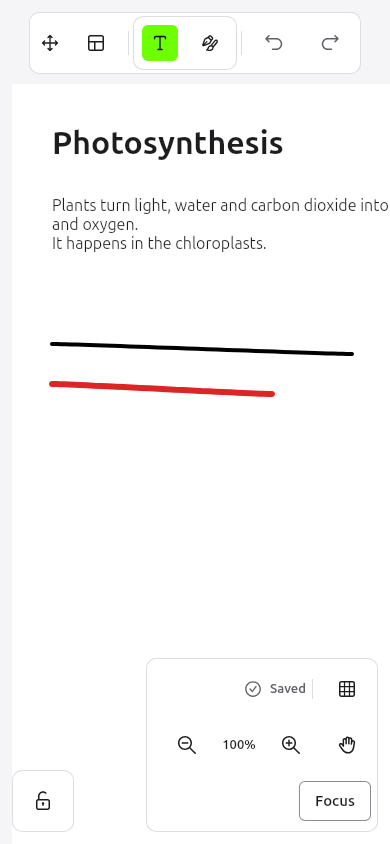 T
Photosynthesis
Plants turn light, water and carbon dioxide into
and oxygen.
It happens in the chloroplasts.
Saved
100%
Focus